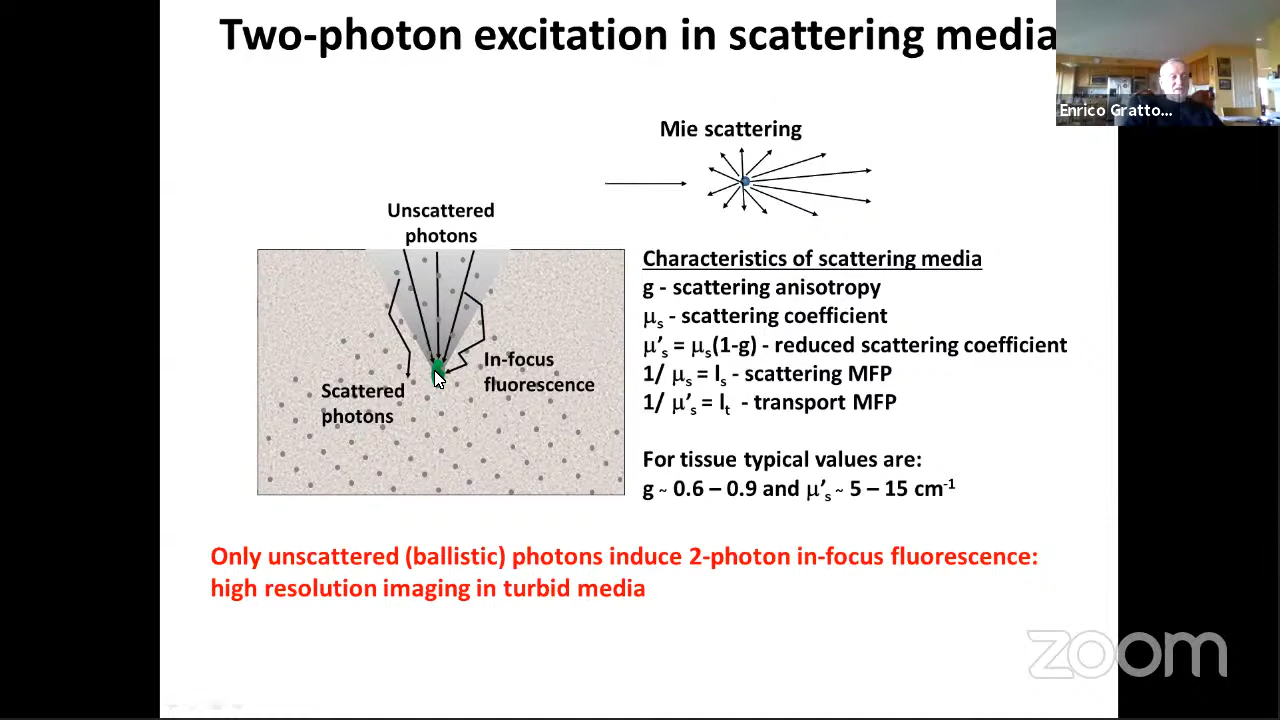 Two-photon excitation in scattering media
Enrico Gratto...
Mie scattering
Unscattered
photons
Scattered
photons
In-focus
fluorescence
Characteristics of scattering media
g - scattering anisotropy
μs - scattering coefficient
μ's = μs(1-g) - reduced scattering coefficient
1/ μs = ls - scattering MFP
1/ μ's = lt - transport MFP
For tissue typical values are:
g ~ 0.6 – 0.9 and μ's ~ 5 – 15 cm-1
Only unscattered (ballistic) photons induce 2-photon in-focus fluorescence:
high resolution imaging in turbid media
zoom